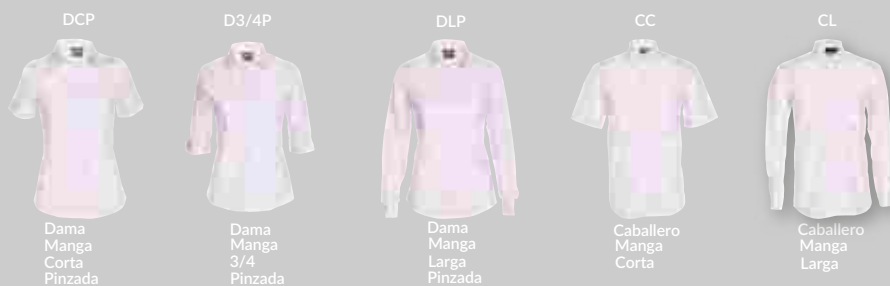 DCP
D3/4P
DLP
CC
CL
Dama
Manga
Corta
Pinzada
Dama
Manga
3/4
Pinzada
Dama
Manga
Larga
Pinzada
Caballero
Manga
Corta
Caballero
Manga
Larga